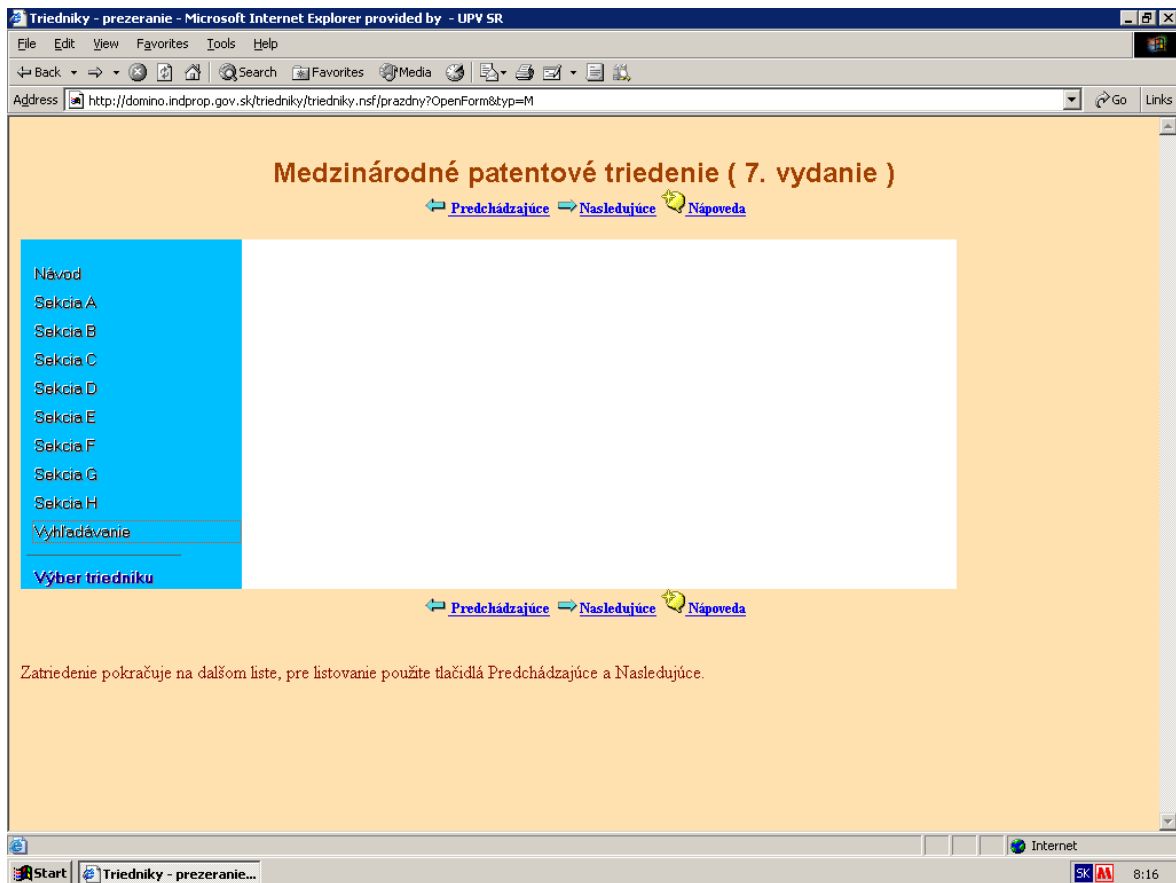 Triedniky - prezeranie - Microsoft Internet Explorer provided by - UPV SR
File Edit View Favorites Tools Help
Back Search Favorites Media
Address http://domino.indprop.gov.sk/triedniky/triedniky.nsf/prazdny?OpenForm&typ=M Go Links
Medzinárodné patentové triedenie ( 7. vydanie )
Predchádzajúce Nasledujúce Nápoveda
Návod
Sekcia A
Sekcia B
Sekcia C
Sekcia D
Sekcia E
Sekcia F
Sekcia G
Sekcia H
Vyhľadávanie
Výber triedniku
Predchádzajúce Nasledujúce Nápoveda
Zatriedenie pokračuje na dalšom liste, pre listovanie použite tlačidlá Predchádzajúce a Nasledujúce.
Internet
Start Triedniky - prezeranie... SK M 8:16